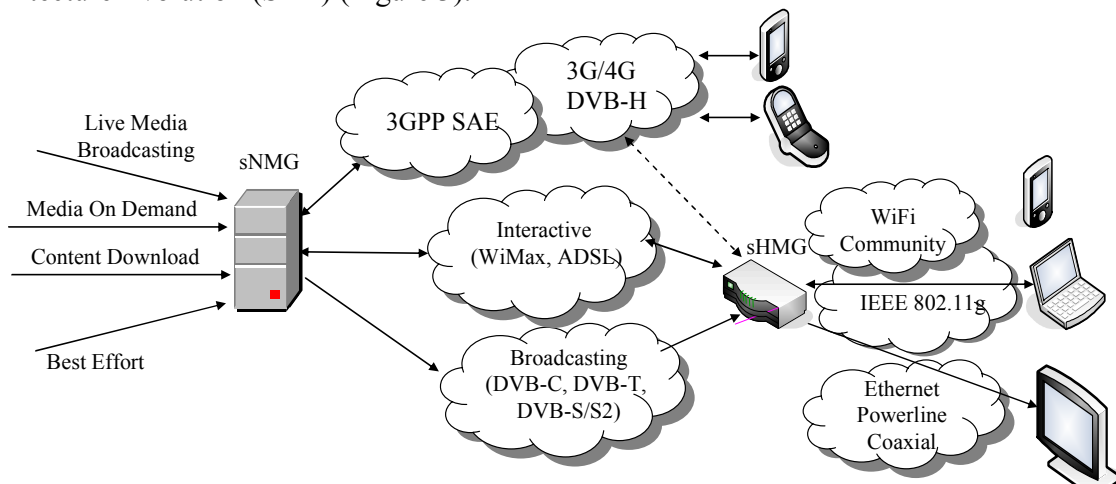 3G/4G
DVB-H
3GPP SAE
Live Media
Broadcasting
sNMG
Media On Demand
Content Download
Best Effort
Interactive
(WiMax, ADSL)
sHMG
WiFi
Community
IEEE 802.11g
Broadcasting
(DVB-C, DVB-T,
DVB-S/S2)
Ethernet
Powerline
Coaxial